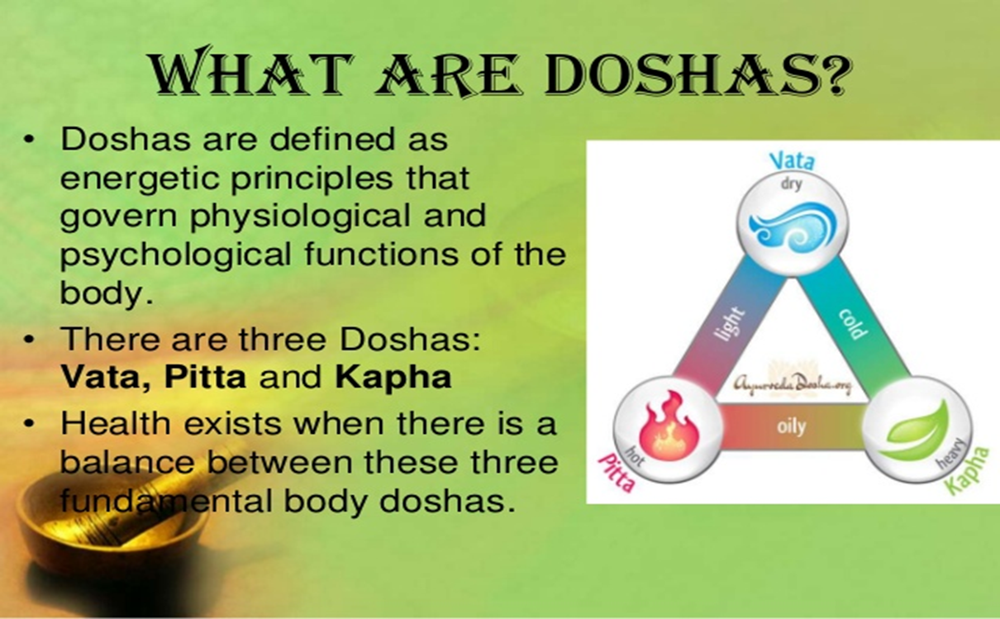 WHAT ARE DOSHAS?
• Doshas are defined as
energetic principles that
govern physiological and
psychological functions of the
body.
• There are three Doshas:
Vata, Pitta and Kapha
• Health exists when there is a
balance between these three
fundamental body doshas.
Vata
dry
light
cold
AyurvedaDosha.org
oily
hot
Pitta
heavy
Kapha